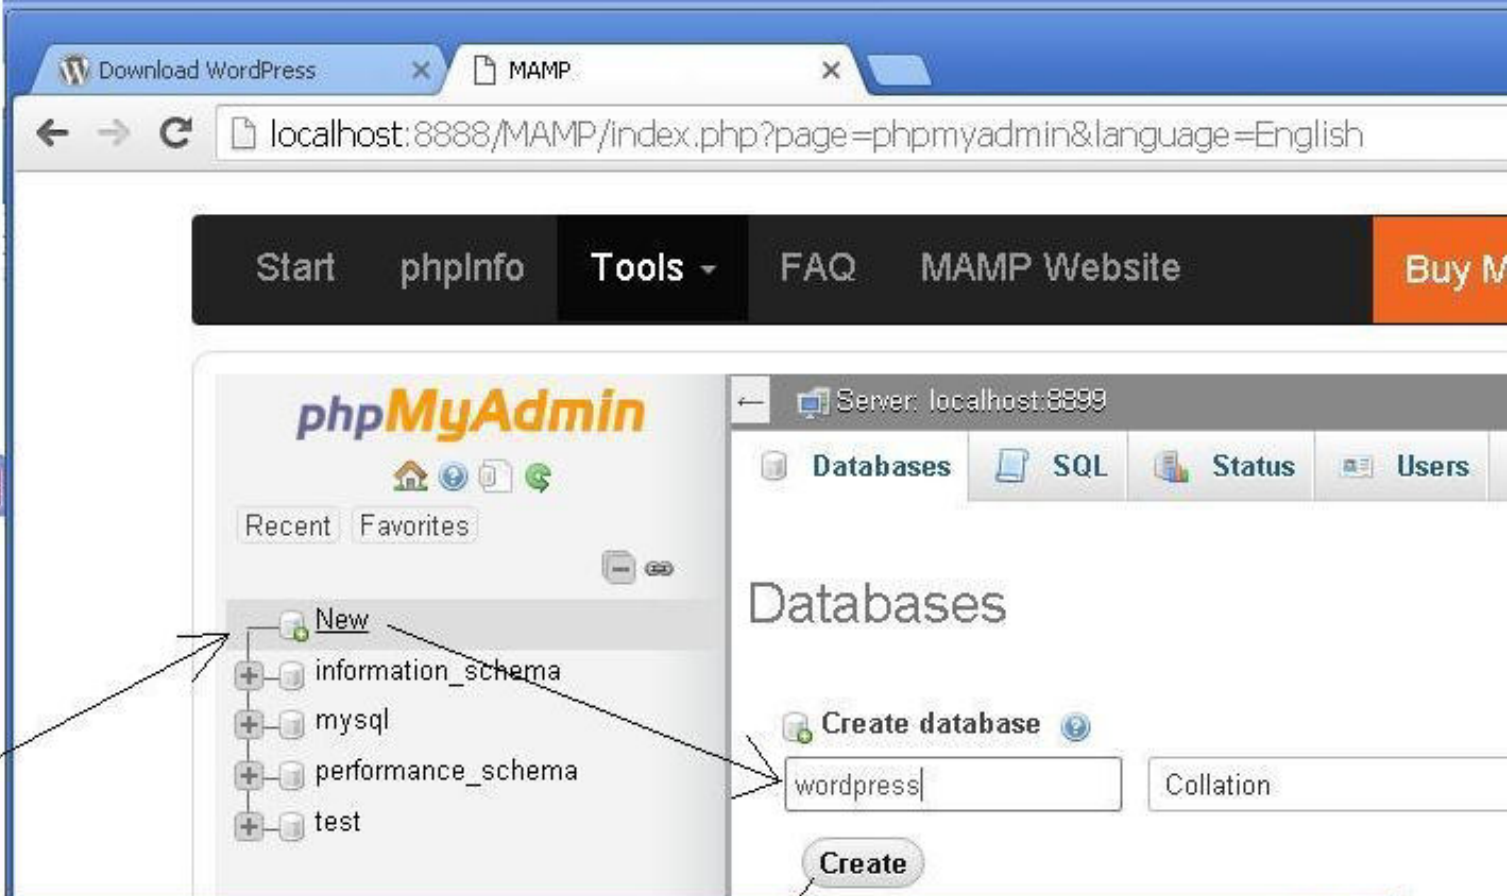 Download WordPress
MAMP
localhost:8888/MAMP/index.php?page=phpmyadmin&language=English
Start phpInfo Tools FAQ MAMP Website Buy M
phpMyAdmin
Recent Favorites
New
information_schema
mysql
performance_schema
test
Server: localhost:8899
Databases SQL Status Users
Databases
Create database
wordpress Collation
Create